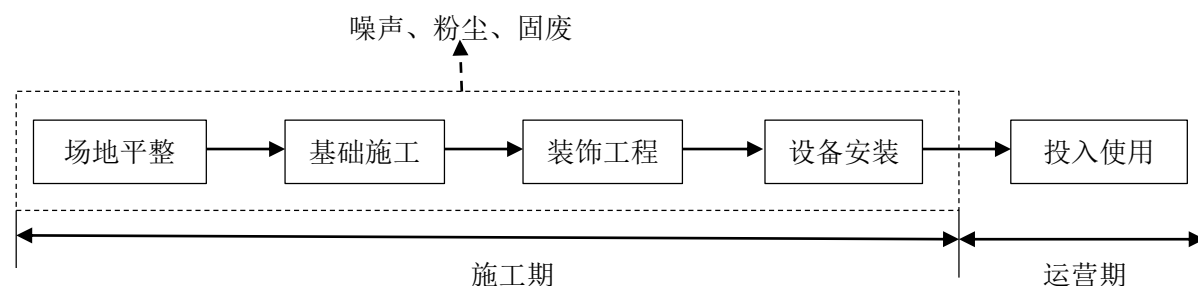 噪声、粉尘、固废
场地平整
基础施工
装饰工程
设备安装
投入使用
施工期
运营期